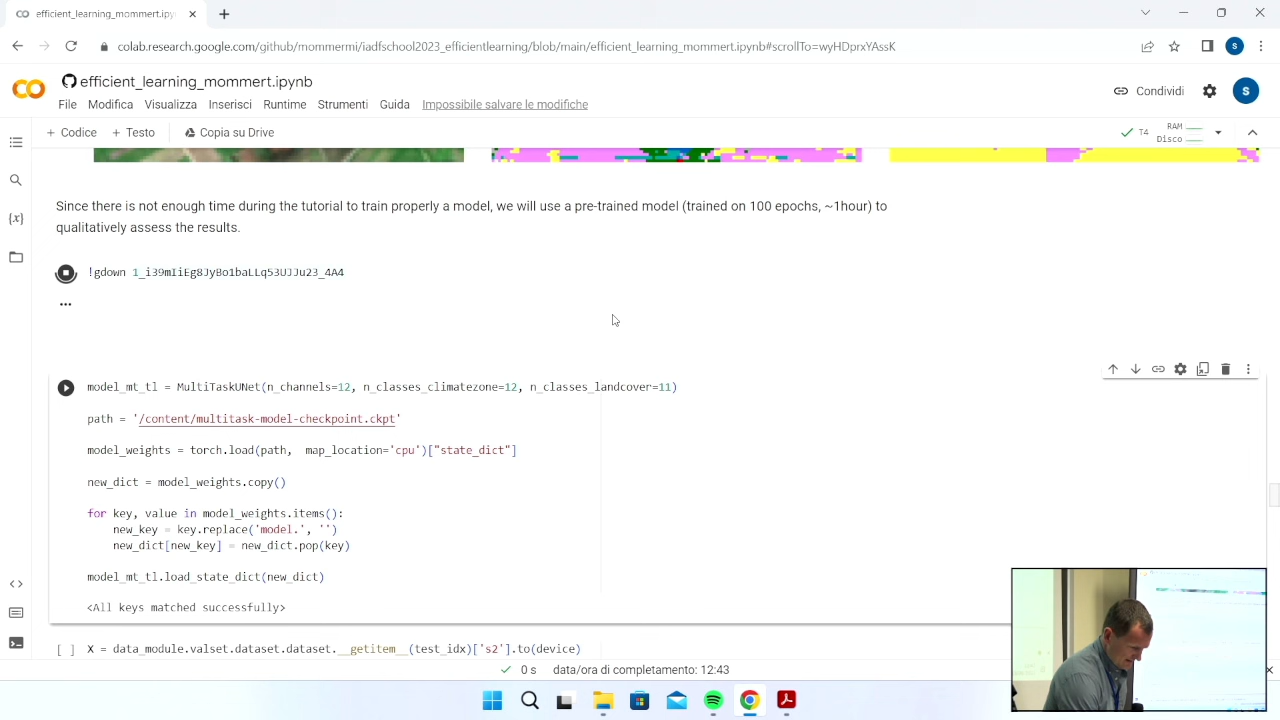 efficient_learning_mommert.ipy
colab.research.google.com/github/mommermi/iadfschool2023_efficientlearning/blob/main/efficient_learning_mommert.ipynb#scrollTo=wyHDprxYAssK
S
efficient_learning_mommert.ipynb
File Modifica Visualizza Inserisci Runtime Strumenti Guida Impossibile salvare le modifiche
Condividi
S
+ Codice + Testo Copia su Drive
T4 RAM
Disco
Since there is not enough time during the tutorial to train properly a model, we will use a pre-trained model (trained on 100 epochs, ~1hour) to
qualitatively assess the results.
!gdown 1_i39mIiEg8JyBo1baLLq53UJJu23_4A4
...
model_mt_tl = MultiTaskUNet(n_channels=12, n_classes_climatezone=12, n_classes_landcover=11)
path = '/content/multitask-model-checkpoint.ckpt'
model_weights = torch.load(path, map_location='cpu')["state_dict"]
new_dict = model_weights.copy()
for key, value in model_weights.items():
new_key = key.replace('model.', '')
new_dict[new_key] = new_dict.pop(key)
model_mt_tl.load_state_dict(new_dict)
<All keys matched successfully>
[ ] X = data_module.valset.dataset.dataset.__getitem__(test_idx)['s2'].to(device)
0 s data/ora di completamento: 12:43